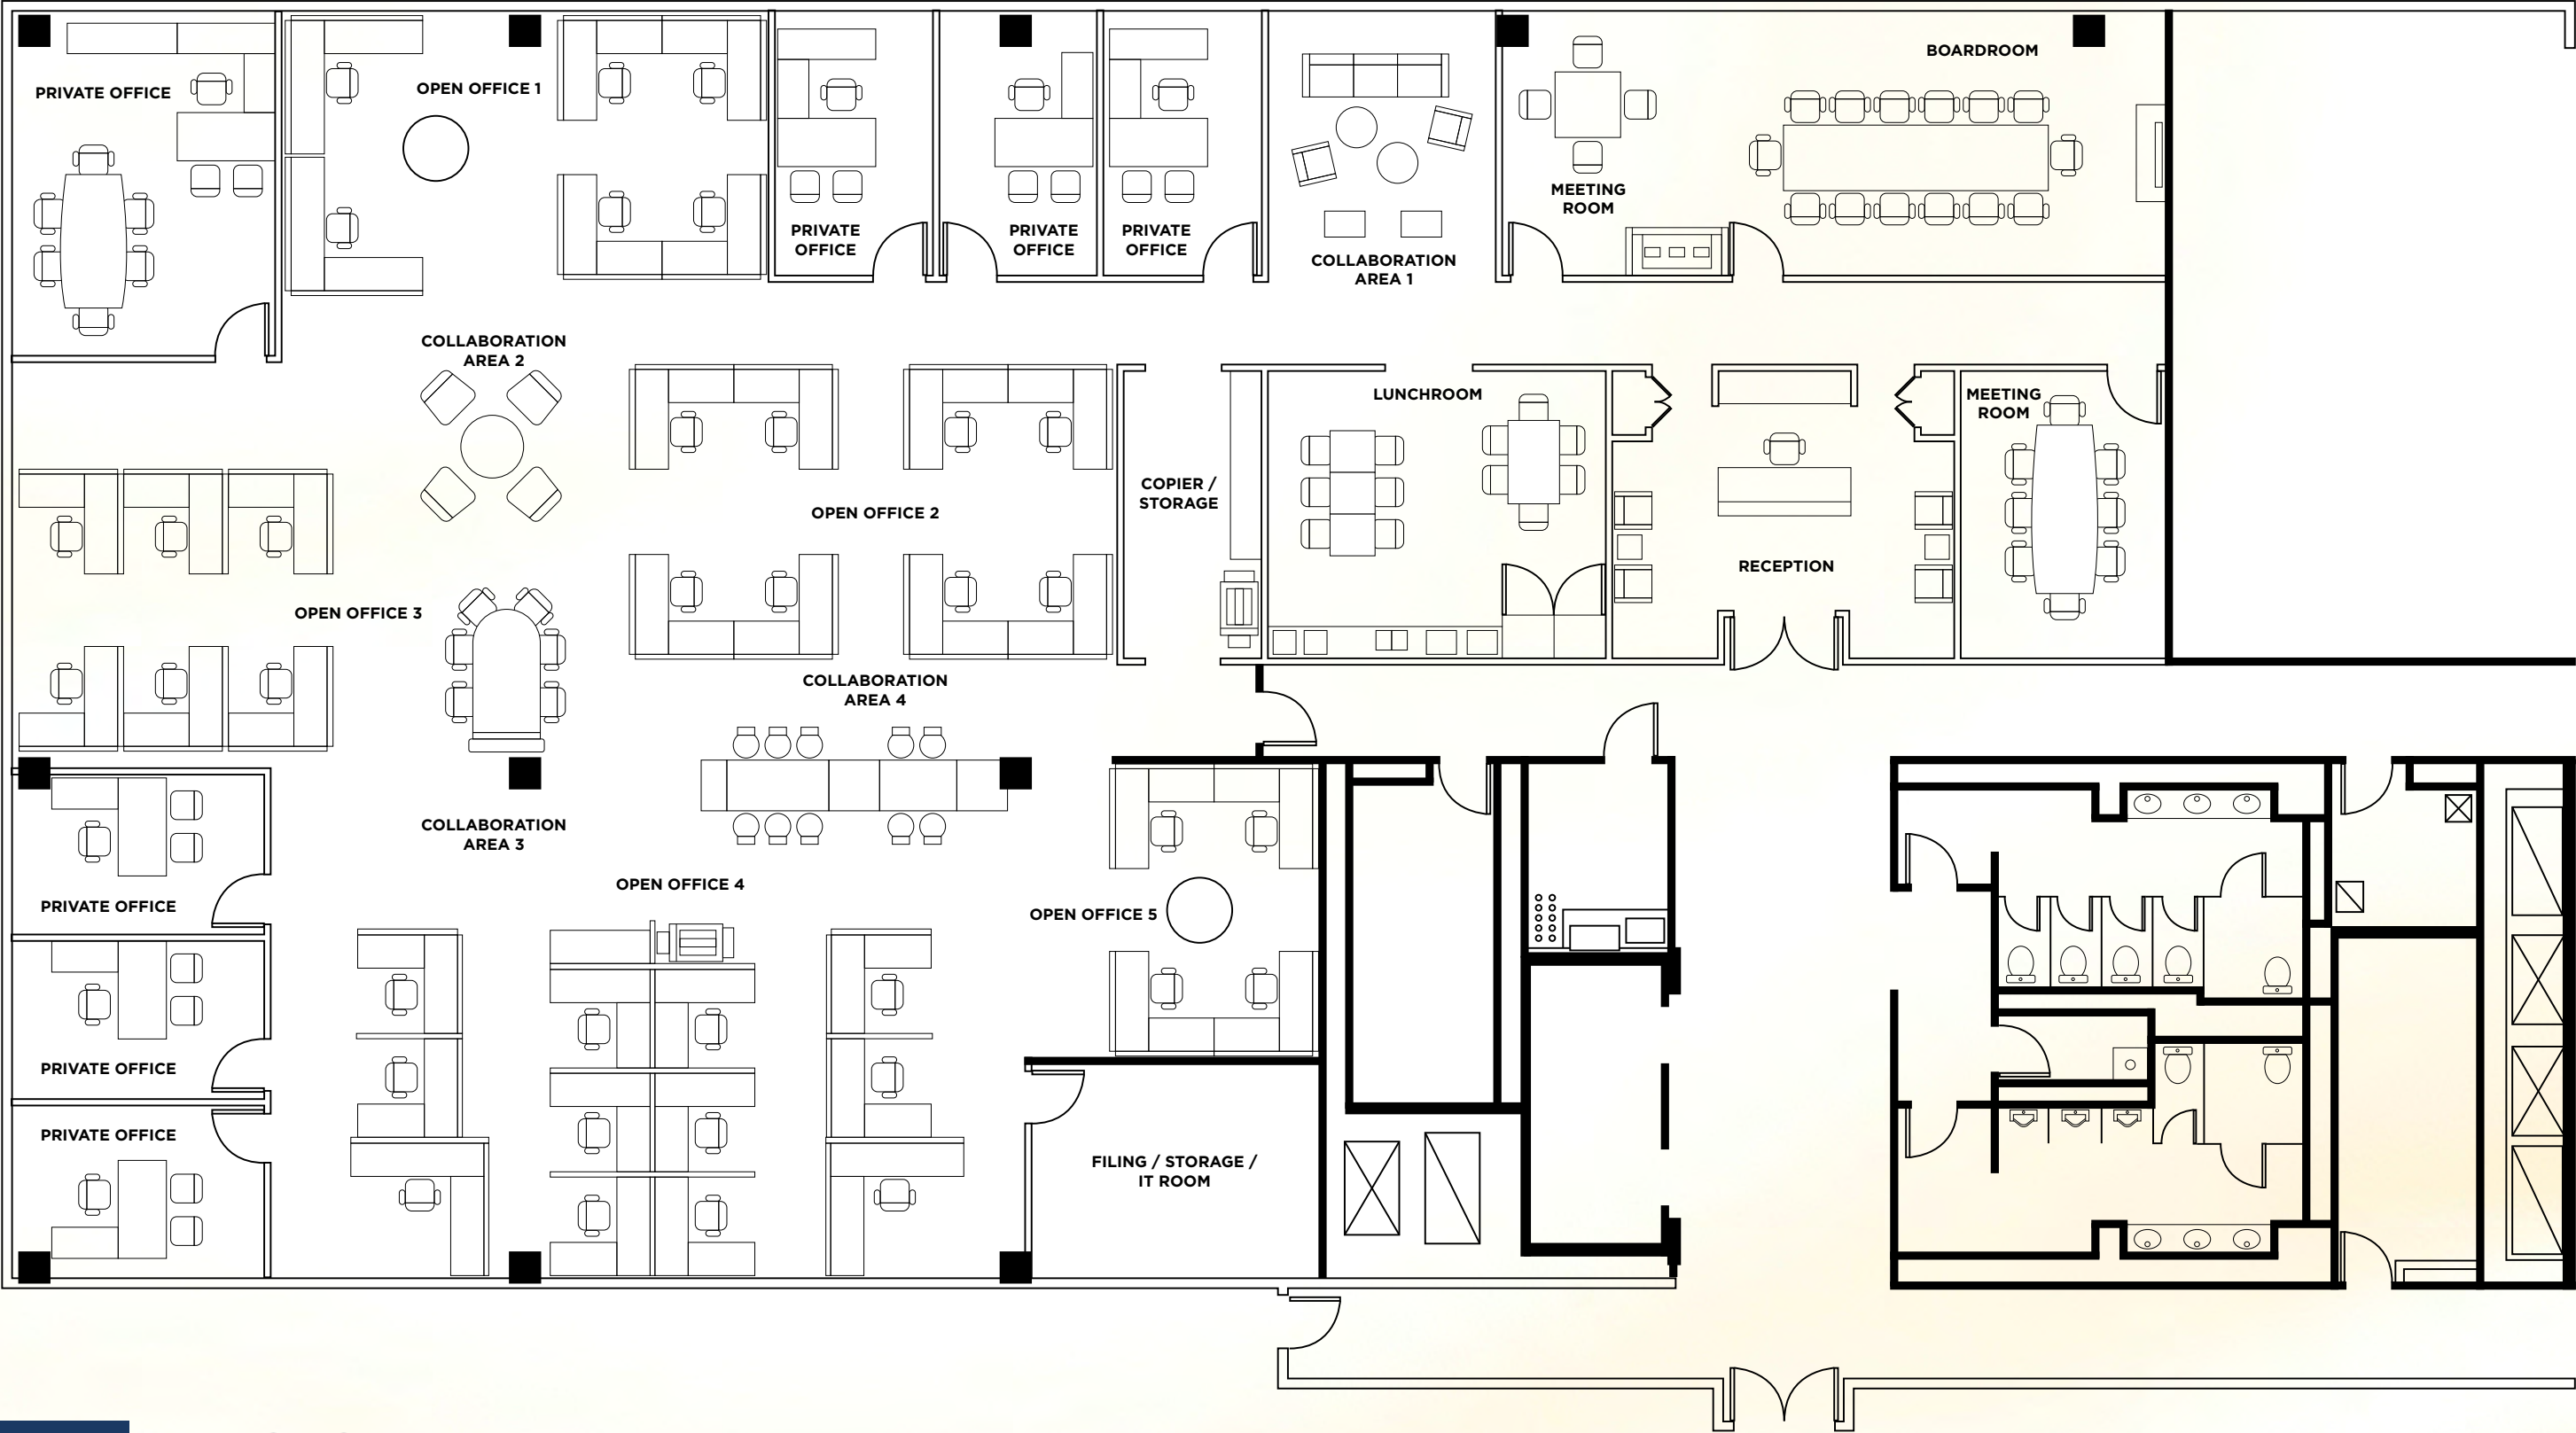 BOARDROOM
OPEN OFFICE 1
PRIVATE OFFICE
MEETING
ROOM
PRIVATE
OFFICE
PRIVATE
OFFICE
PRIVATE
OFFICE
COLLABORATION
AREA 1
COLLABORATION
AREA 2
LUNCHROOM
MEETING
ROOM
COPIER /
STORAGE
OPEN OFFICE 2
RECEPTION
OPEN OFFICE 3
COLLABORATION
AREA 4
COLLABORATION
AREA 3
OPEN OFFICE 4
PRIVATE OFFICE
OPEN OFFICE 5
PRIVATE OFFICE
PRIVATE OFFICE
FILING / STORAGE /
IT ROOM